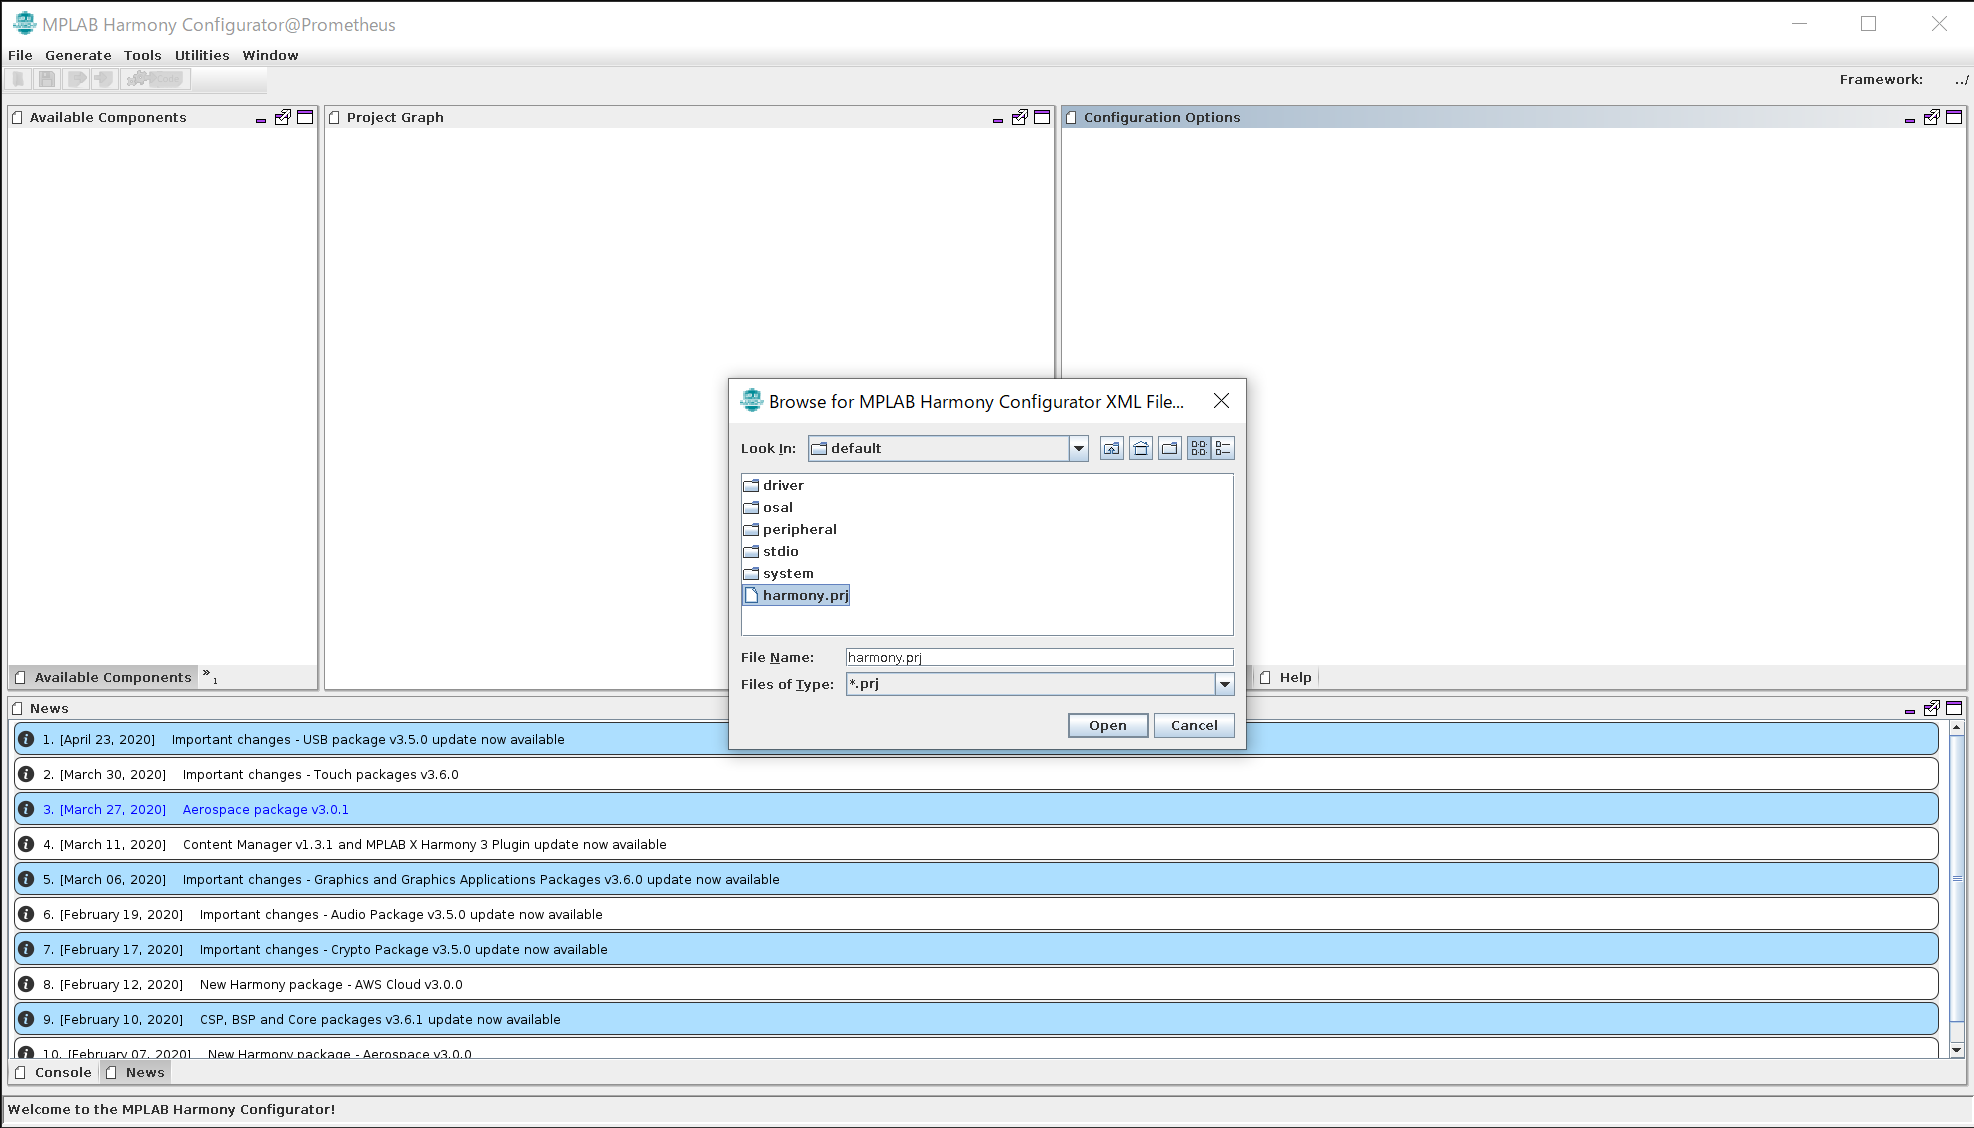 MPLAB Harmony Configurator@Prometheus
File Generate Tools Utilities Window
Framework: ../
Available Components
Project Graph
Configuration Options
Browse for MPLAB Harmony Configurator XML File...
Look In: default
driver
osal
peripheral
stdio
system
harmony.prj
File Name: harmony.prj
Files of Type: *.prj
Open Cancel
Available Components »1
Help
News
1. [April 23, 2020] Important changes - USB package v3.5.0 update now available
2. [March 30, 2020] Important changes - Touch packages v3.6.0
3. [March 27, 2020] Aerospace package v3.0.1
4. [March 11, 2020] Content Manager v1.3.1 and MPLAB X Harmony 3 Plugin update now available
5. [March 06, 2020] Important changes - Graphics and Graphics Applications Packages v3.6.0 update now available
6. [February 19, 2020] Important changes - Audio Package v3.5.0 update now available
7. [February 17, 2020] Important changes - Crypto Package v3.5.0 update now available
8. [February 12, 2020] New Harmony package - AWS Cloud v3.0.0
9. [February 10, 2020] CSP, BSP and Core packages v3.6.1 update now available
10. [February 07, 2020] New Harmony package - Aerospace v3.0.0
Console News
Welcome to the MPLAB Harmony Configurator!